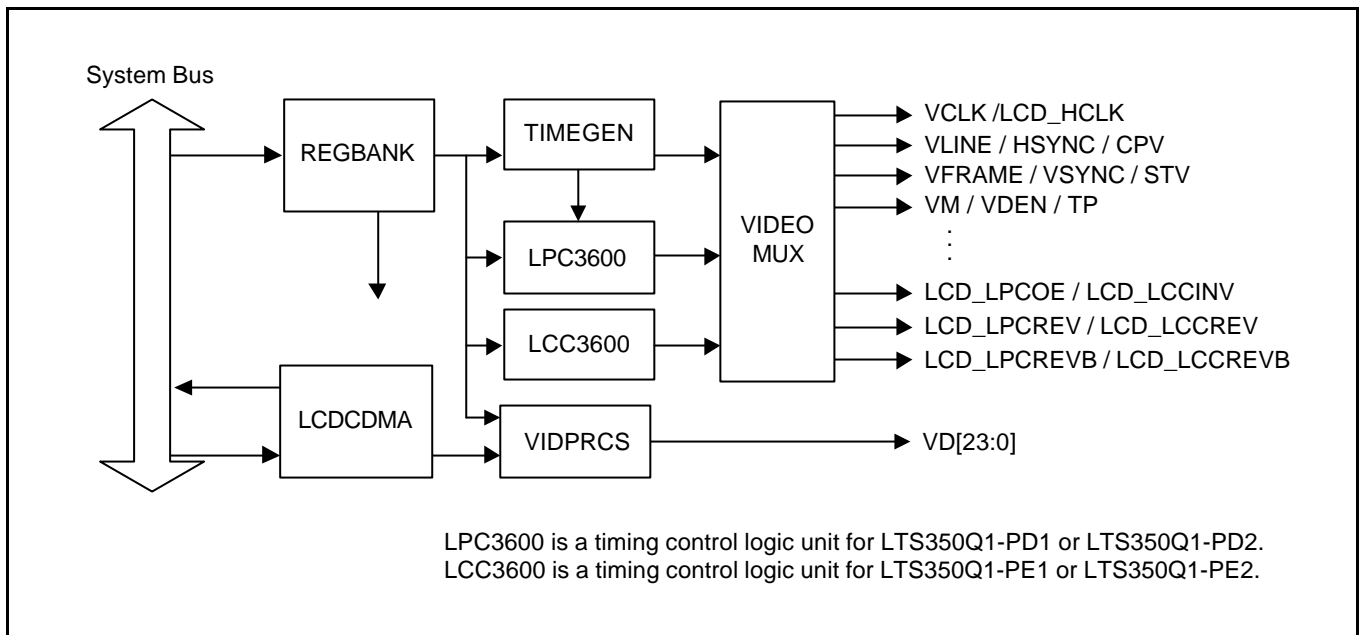 System Bus
REGBANK
TIMEGEN
LPC3600
LCC3600
LCDCDMA
VIDPRCS
VIDEO
MUX
VCLK /LCD_HCLK
VLINE / HSYNC / CPV
VFRAME / VSYNC / STV
VM / VDEN / TP
.
.
.
LCD_LPCOE / LCD_LCCINV
LCD_LPCREV / LCD_LCCREV
LCD_LPCREVB / LCD_LCCREVB
VD[23:0]
LPC3600 is a timing control logic unit for LTS350Q1-PD1 or LTS350Q1-PD2.
LCC3600 is a timing control logic unit for LTS350Q1-PE1 or LTS350Q1-PE2.